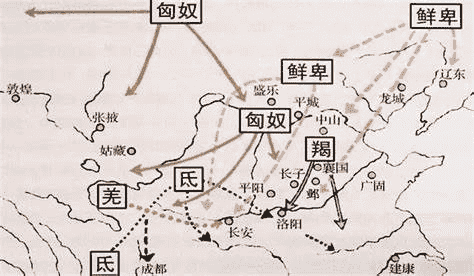 匈奴
鲜卑
鲜卑
辽东
敦煌
盛乐
龙城
平城
张掖
匈奴
中山
姑藏
羯
襄国
氐
羌
平阳
长子
邺
广固
长安
洛阳
氐
成都
建康